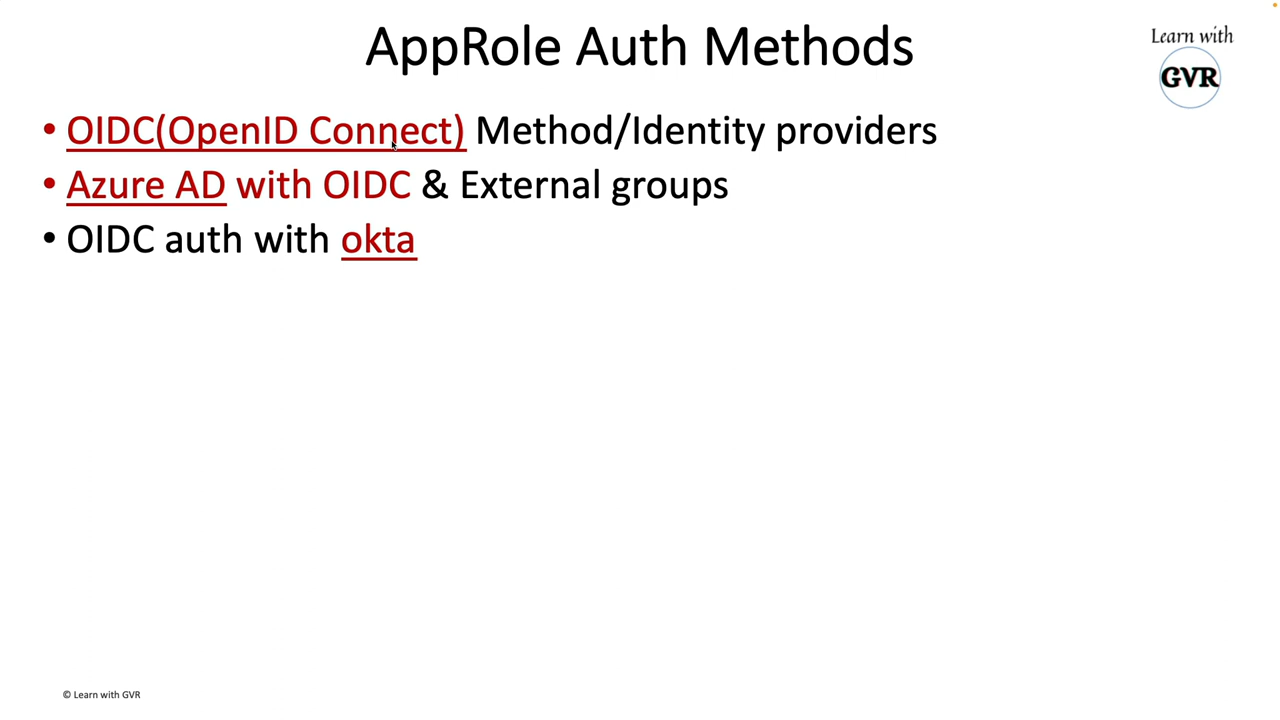 AppRole Auth Methods
Learn with
GVR
• OIDC(OpenID Connect) Method/Identity providers
• Azure AD with OIDC & External groups
• OIDC auth with okta
© Learn with GVR